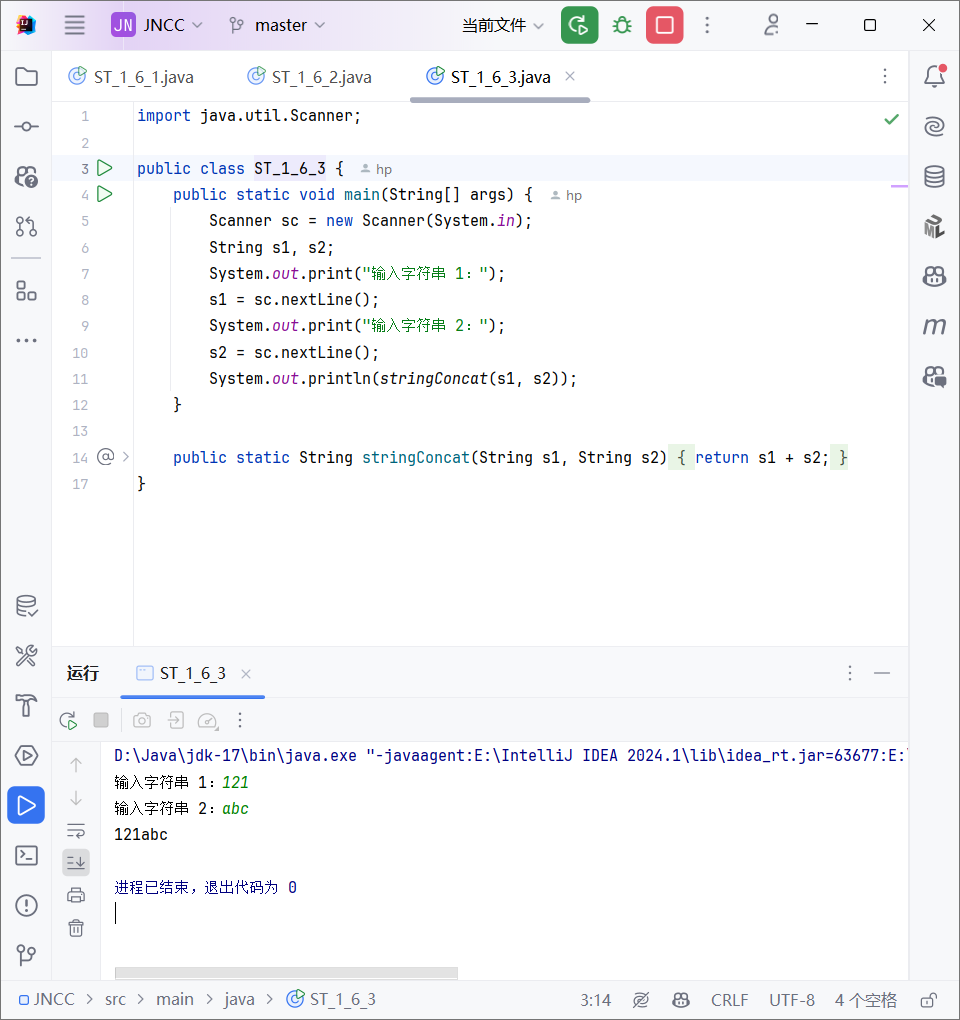 JN JNCC master 当前文件
ST_1_6_1.java ST_1_6_2.java ST_1_6_3.java
1 import java.util.Scanner;
2
3 public class ST_1_6_3 { hp
4 public static void main(String[] args) { hp
5 Scanner sc = new Scanner(System.in);
6 String s1, s2;
7 System.out.print("输入字符串 1：");
8 s1 = sc.nextLine();
9 System.out.print("输入字符串 2：");
10 s2 = sc.nextLine();
11 System.out.println(stringConcat(s1, s2));
12 }
13
14 public static String stringConcat(String s1, String s2) { return s1 + s2; }
17 }
运行 ST_1_6_3
D:\Java\jdk-17\bin\java.exe "-javaagent:E:\IntelliJ IDEA 2024.1\lib\idea_rt.jar=63677:E:\
输入字符串 1：121
输入字符串 2：abc
121abc
进程已结束，退出代码为 0
JNCC > src > main > java > ST_1_6_3 3:14 CRLF UTF-8 4 个空格